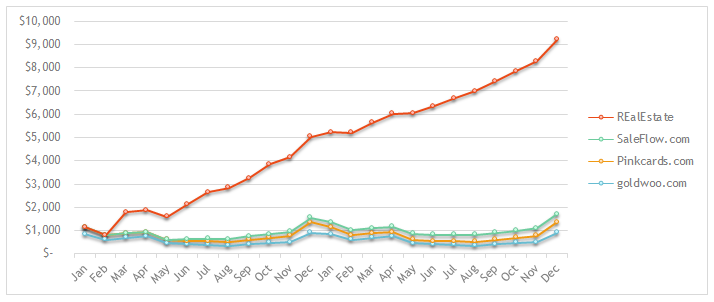 $10,000
$9,000
$8,000
$7,000
$6,000
$5,000
$4,000
$3,000
$2,000
$1,000
$-
REalEstate
SaleFlow.com
Pinkcards.com
goldwoo.com
Jan Feb Mar Apr May Jun Jul Aug Sep Oct Nov Dec Jan Feb Mar Apr May Jun Jul Aug Sep Oct Nov Dec